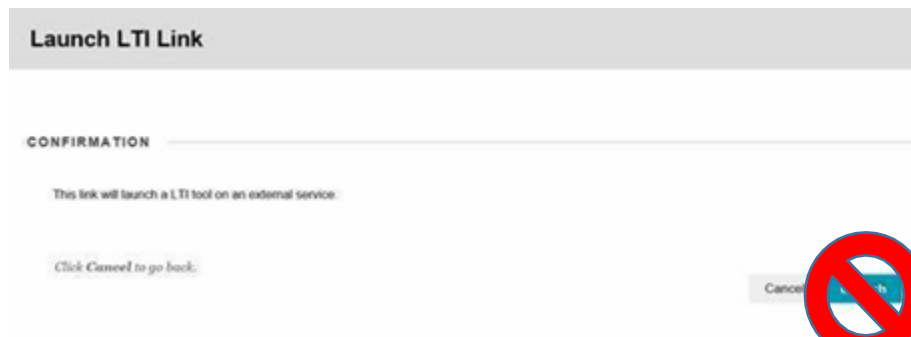 Launch LTI Link
CONFIRMATION
This link will launch a LTI tool on an external service.
Click Cancel to go back.
Cancel